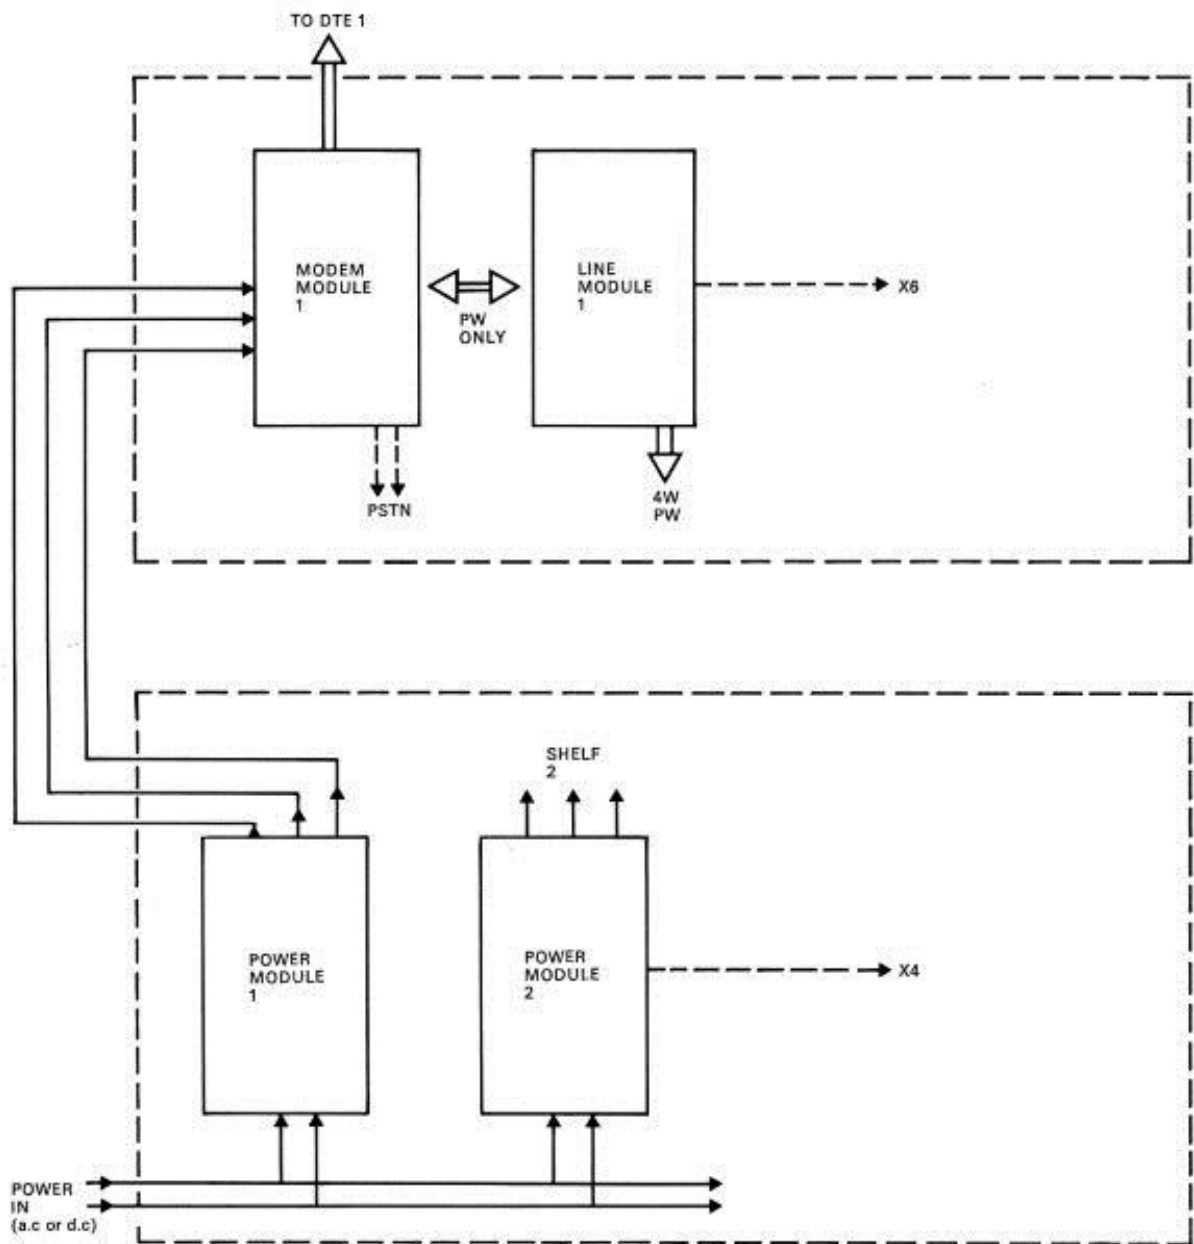 TO DTE 1
MODEM
MODULE
1
PW
ONLY
LINE
MODULE
1
X6
PSTN
4W
PW
SHELF
2
POWER
MODULE
1
POWER
MODULE
2
X4
POWER
IN
(a.c or d.c)